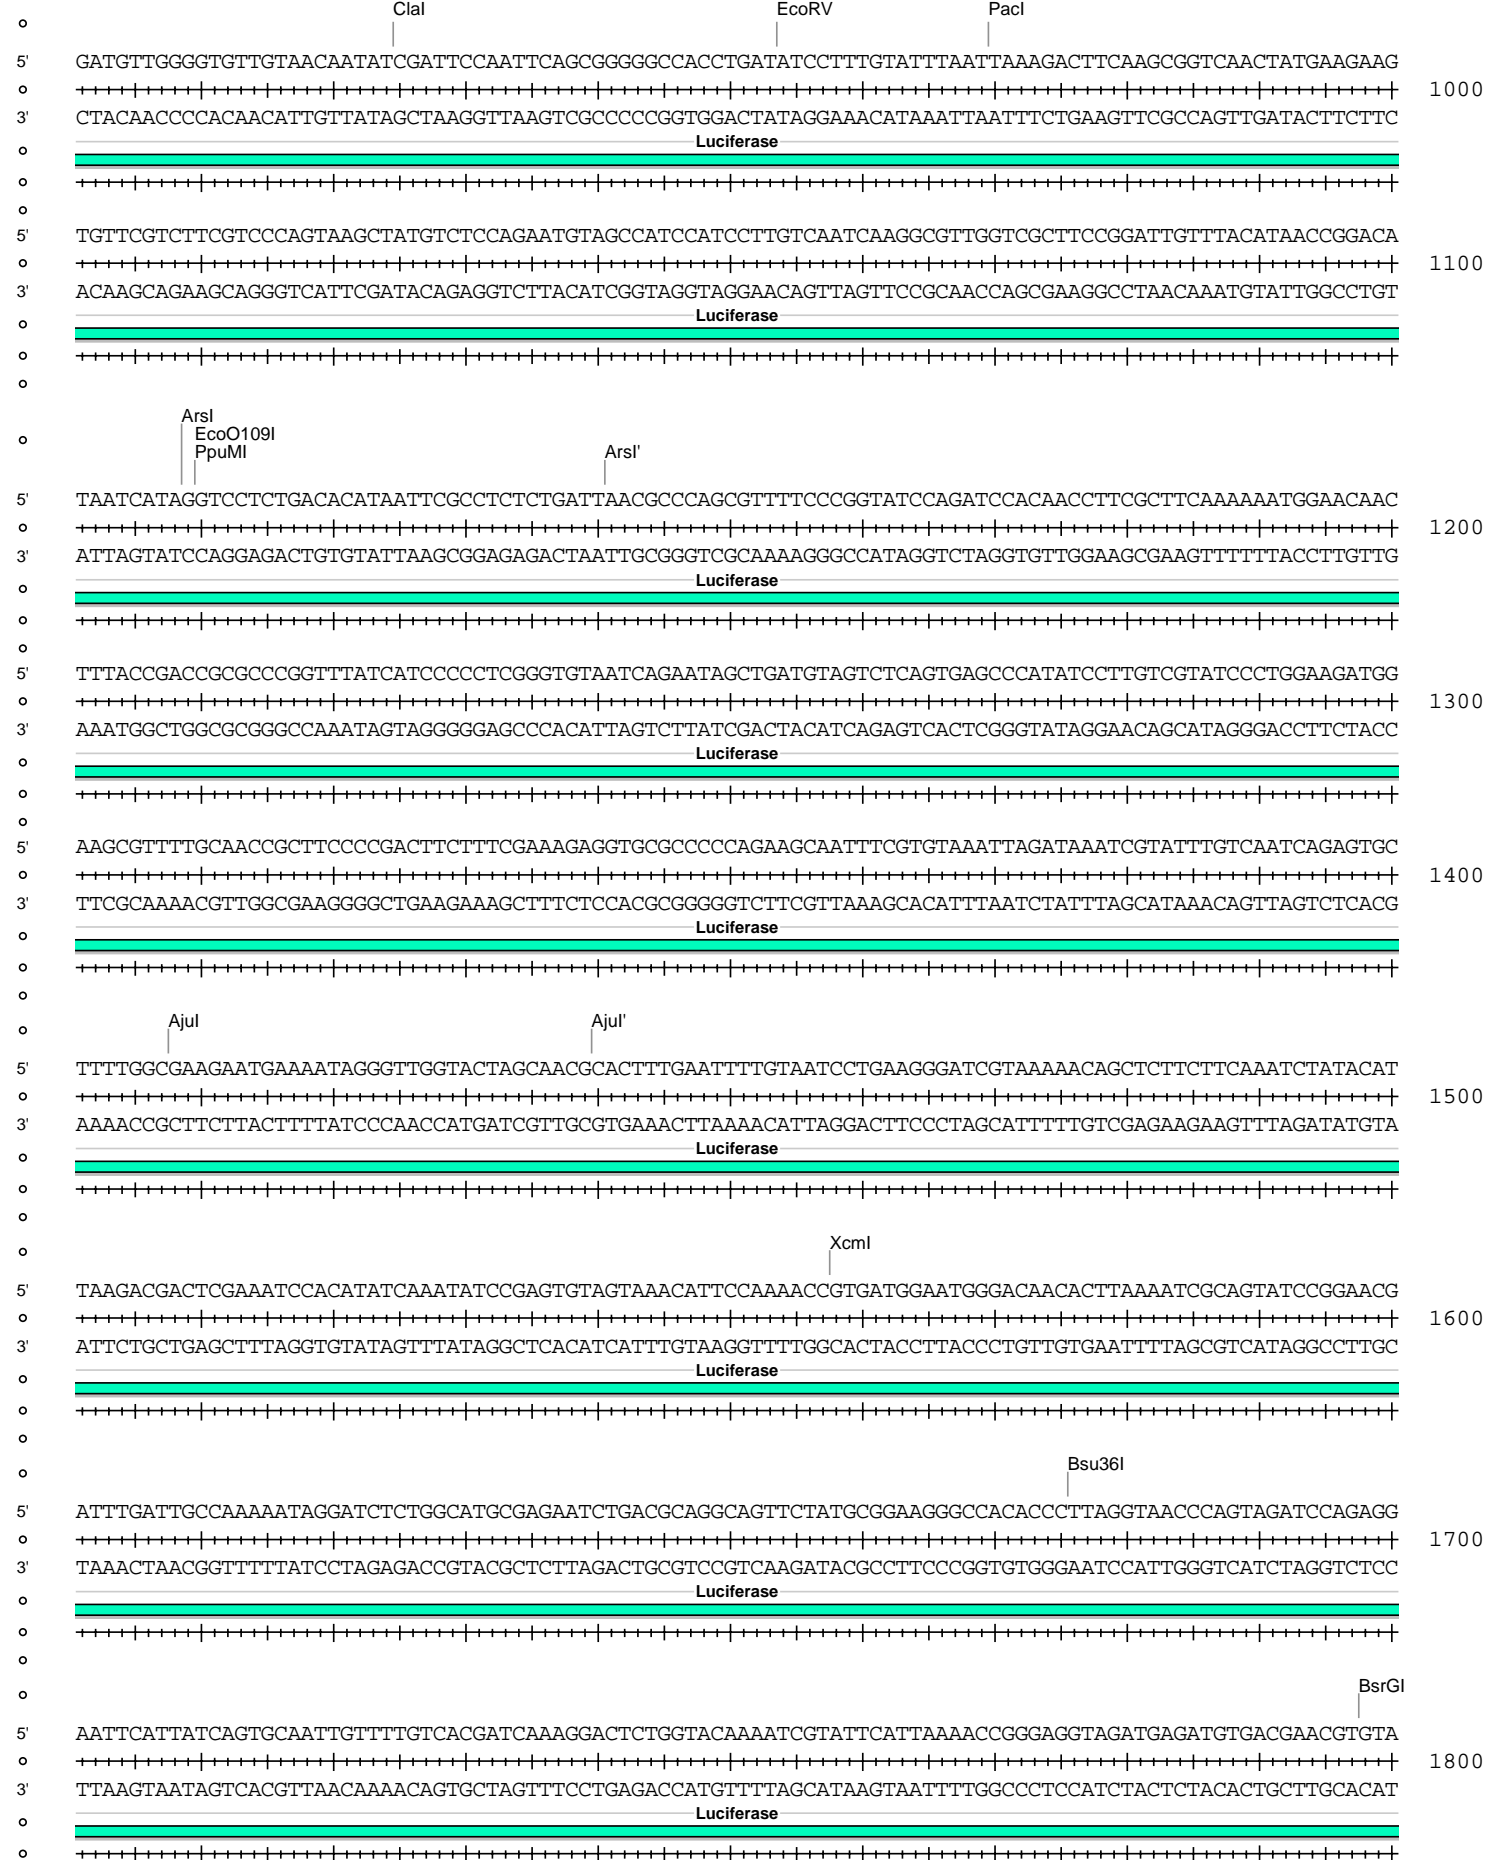 ClaI EcoRV PacI
5' GATGTTGGGGTGTTGTAACAATATCGATTCCAATTCAGCGGGGGCCACCTGATATCCTTTGTATTTAATTAAAGACTTCAAGCGGTCAACTATGAAGAAG
1000
3' CTACAACCCCACAACATTGTTATAGCTAAGGTTAAGTCGCCCCCGGTGGACTATAGGAAACATAAATTAATTTCTGAAGTTCGCCAGTTGATACTTCTTC
Luciferase
5' TGTTCGTCTTCGTCCCAGTAAGCTATGTCTCCAGAATGTAGCCATCCATCCTTGTCAATCAAGGCGTTGGTCGCTTCCGGATTGTTTACATAACCGGACA
1100
3' ACAAGCAGAAGCAGGGTCATTCGATACAGAGGTCTTACATCGGTAGGTAGGAACAGTTAGTTCCGCAACCAGCGAAGGCCTAACAAATGTATTGGCCTGT
Luciferase
ArsI
EcoO109I
PpuMI ArsI'
5' TAATCATAGGTCCTCTGACACATAATTCGCCTCTCTGATTAACGCCCAGCGTTTTCCCGGTATCCAGATCCACAACCTTCGCTTCAAAAAATGGAACAAC
1200
3' ATTAGTATCCAGGAGACTGTGTATTAAGCGGAGAGACTAATTGCGGGTCGCAAAAGGGCCATAGGTCTAGGTGTTGGAAGCGAAGTTTTTTACCTTGTTG
Luciferase
5' TTTACCGACCGCGCCCGGTTTATCATCCCCCTCGGGTGTAATCAGAATAGCTGATGTAGTCTCAGTGAGCCCATATCCTTGTCGTATCCCTGGAAGATGG
1300
3' AAATGGCTGGCGCGGGCCAAATAGTAGGGGGAGCCCACATTAGTCTTATCGACTACATCAGAGTCACTCGGGTATAGGAACAGCATAGGGACCTTCTACC
Luciferase
5' AAGCGTTTTGCAACCGCTTCCCCGACTTCTTTCGAAAGAGGTGCGCCCCCAGAAGCAATTTCGTGTAAATTAGATAAATCGTATTTGTCAATCAGAGTGC
1400
3' TTCGCAAAACGTTGGCGAAGGGGCTGAAGAAAGCTTTCTCCACGCGGGGGTCTTCGTTAAAGCACATTTAATCTATTTAGCATAAACAGTTAGTCTCACG
Luciferase
AjuI AjuI'
5' TTTTGGCGAAGAATGAAAATAGGGTTGGTACTAGCAACGCACTTTGAATTTTGTAATCCTGAAGGGATCGTAAAAACAGCTCTTCTTCAAATCTATACAT
1500
3' AAAACCGCTTCTTACTTTTATCCCAACCATGATCGTTGCGTGAAACTTAAAACATTAGGACTTCCCTAGCATTTTTGTCGAGAAGAAGTTTAGATATGTA
Luciferase
XcmI
5' TAAGACGACTCGAAATCCACATATCAAATATCCGAGTGTAGTAAACATTCCAAAACCGTGATGGAATGGGACAACACTTAAAATCGCAGTATCCGGAACG
1600
3' ATTCTGCTGAGCTTTAGGTGTATAGTTTATAGGCTCACATCATTTGTAAGGTTTTGGCACTACCTTACCCTGTTGTGAATTTTAGCGTCATAGGCCTTGC
Luciferase
Bsu36I
5' ATTTGATTGCCAAAAATAGGATCTCTGGCATGCGAGAATCTGACGCAGGCAGTTCTATGCGGAAGGGCCACACCCTTAGGTAACCCAGTAGATCCAGAGG
1700
3' TAAACTAACGGTTTTTATCCTAGAGACCGTACGCTCTTAGACTGCGTCCGTCAAGATACGCCTTCCCGGTGTGGGAATCCATTGGGTCATCTAGGTCTCC
Luciferase
BsrGI
5' AATTCATTATCAGTGCAATTGTTTTGTCACGATCAAAGGACTCTGGTACAAAATCGTATTCATTAAAACCGGGAGGTAGATGAGATGTGACGAACGTGTA
1800
3' TTAAGTAATAGTCACGTTAACAAAACAGTGCTAGTTTCCTGAGACCATGTTTTAGCATAAGTAATTTTGGCCCTCCATCTACTCTACACTGCTTGCACAT
Luciferase